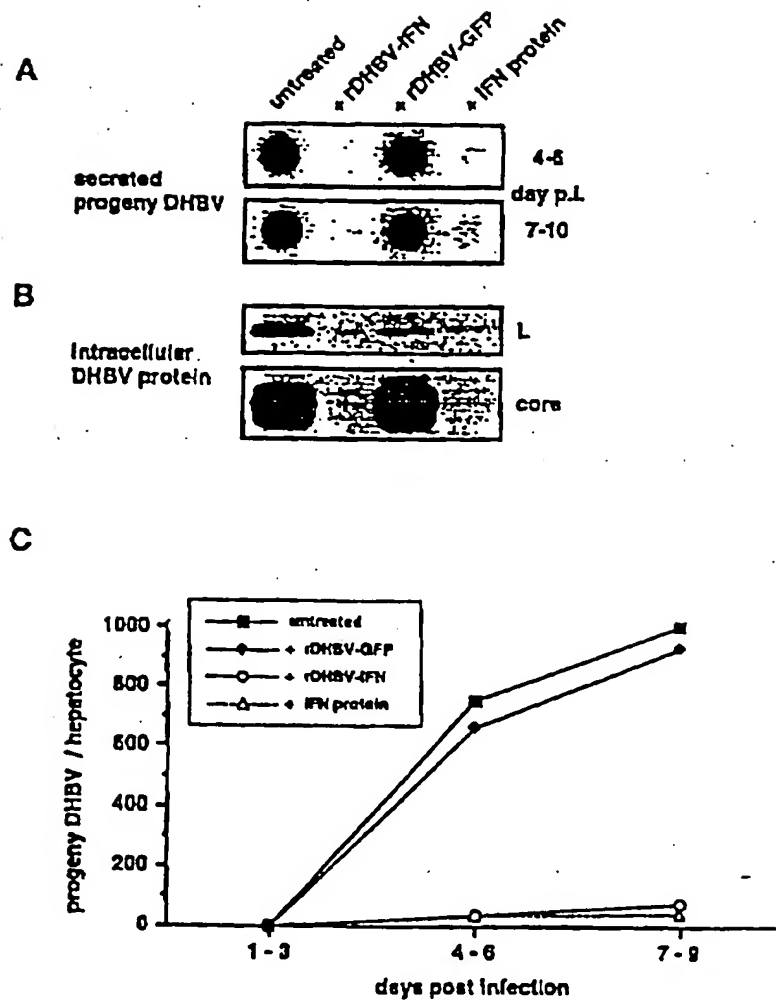 A
untreated
+ rDHBV-IFN
+ rDHBV-GFP
+ IFN protein
secreted
progeny DHBV
4-6
day p.i.
7-10
B
Intracellular
DHBV protein
L
core
C
progeny DHBV / hepatocyte
1000
800
600
400
200
0
untreated
+ rDHBV-GFP
+ rDHBV-IFN
+ IFN protein
1-3
4-6
7-9
days post infection